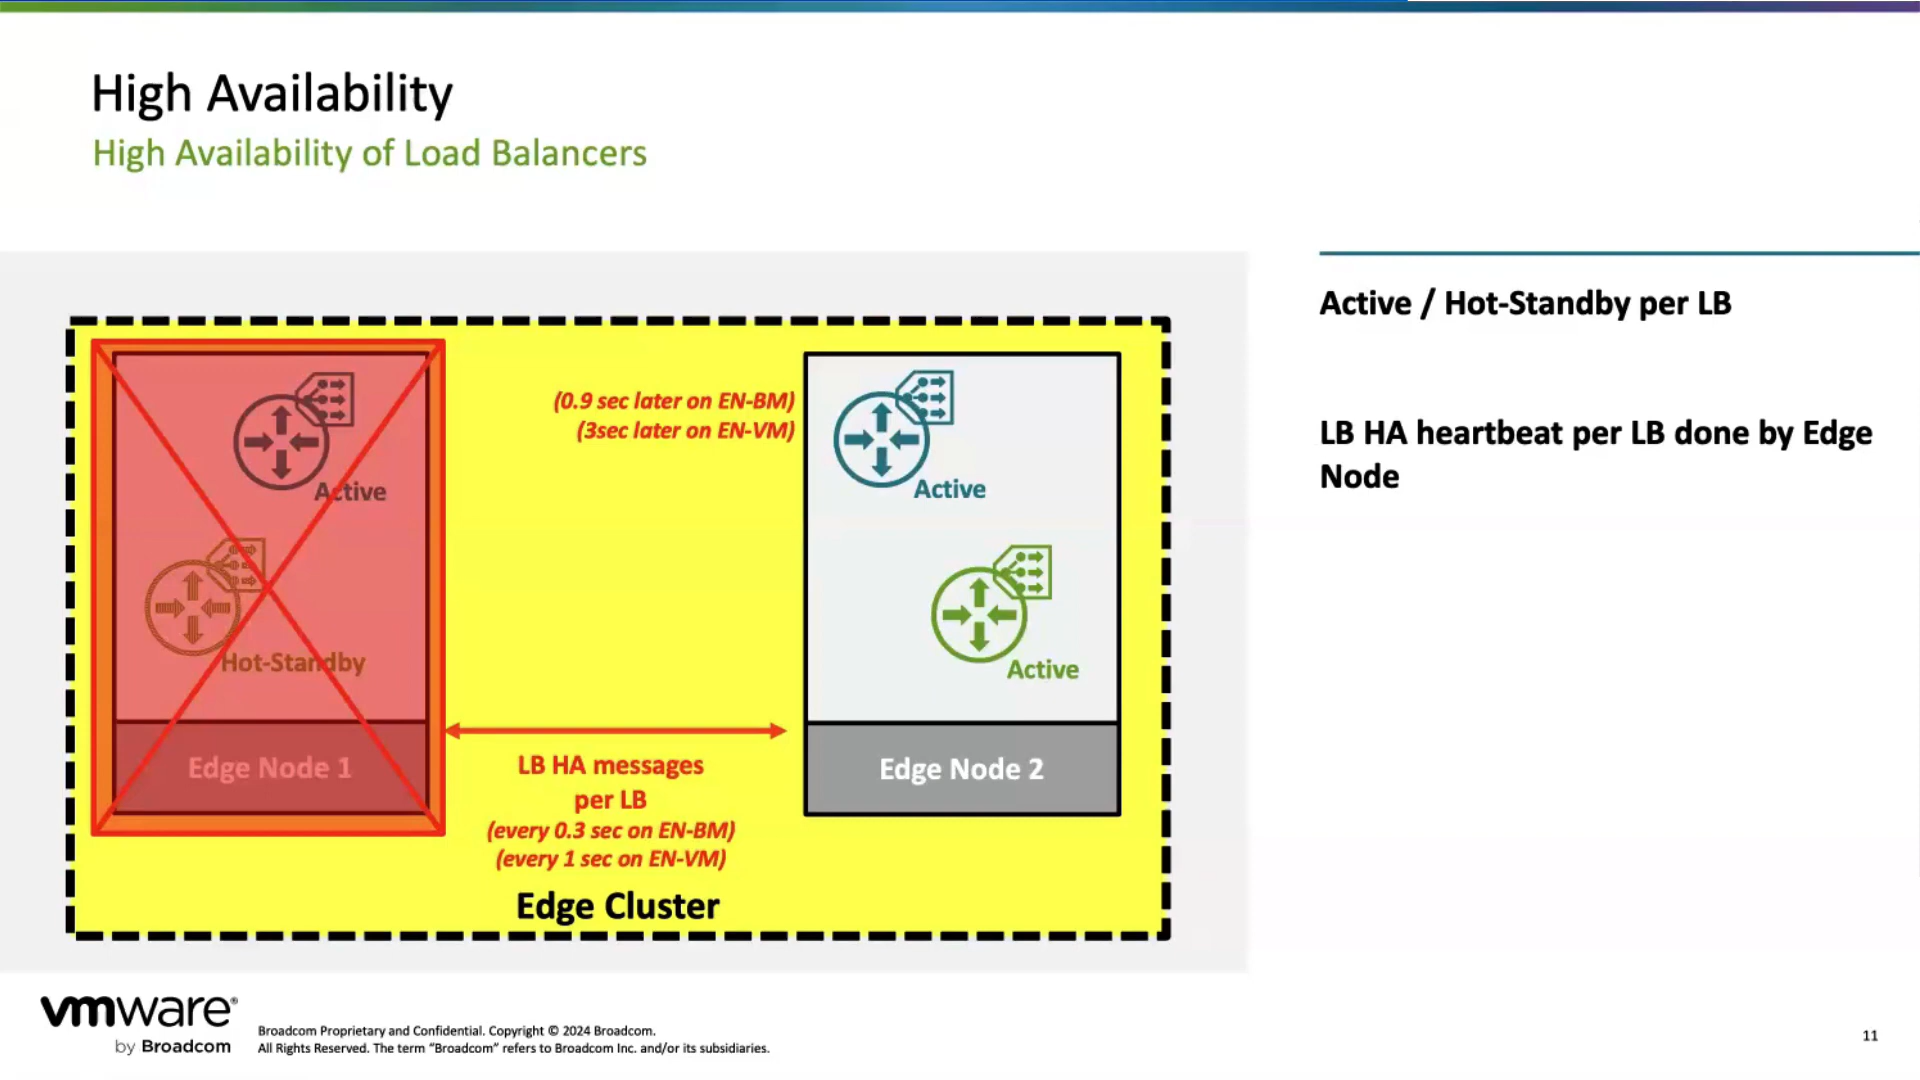 High Availability
High Availability of Load Balancers
Active
Hot-Standby
Edge Node 1
(0.9 sec later on EN-BM)
(3sec later on EN-VM)
LB HA messages
per LB
(every 0.3 sec on EN-BM)
(every 1 sec on EN-VM)
Active
Active
Edge Node 2
Edge Cluster
Active / Hot-Standby per LB
LB HA heartbeat per LB done by Edge
Node
vmware®
by Broadcom
Broadcom Proprietary and Confidential. Copyright © 2024 Broadcom.
All Rights Reserved. The term “Broadcom” refers to Broadcom Inc. and/or its subsidiaries.
11